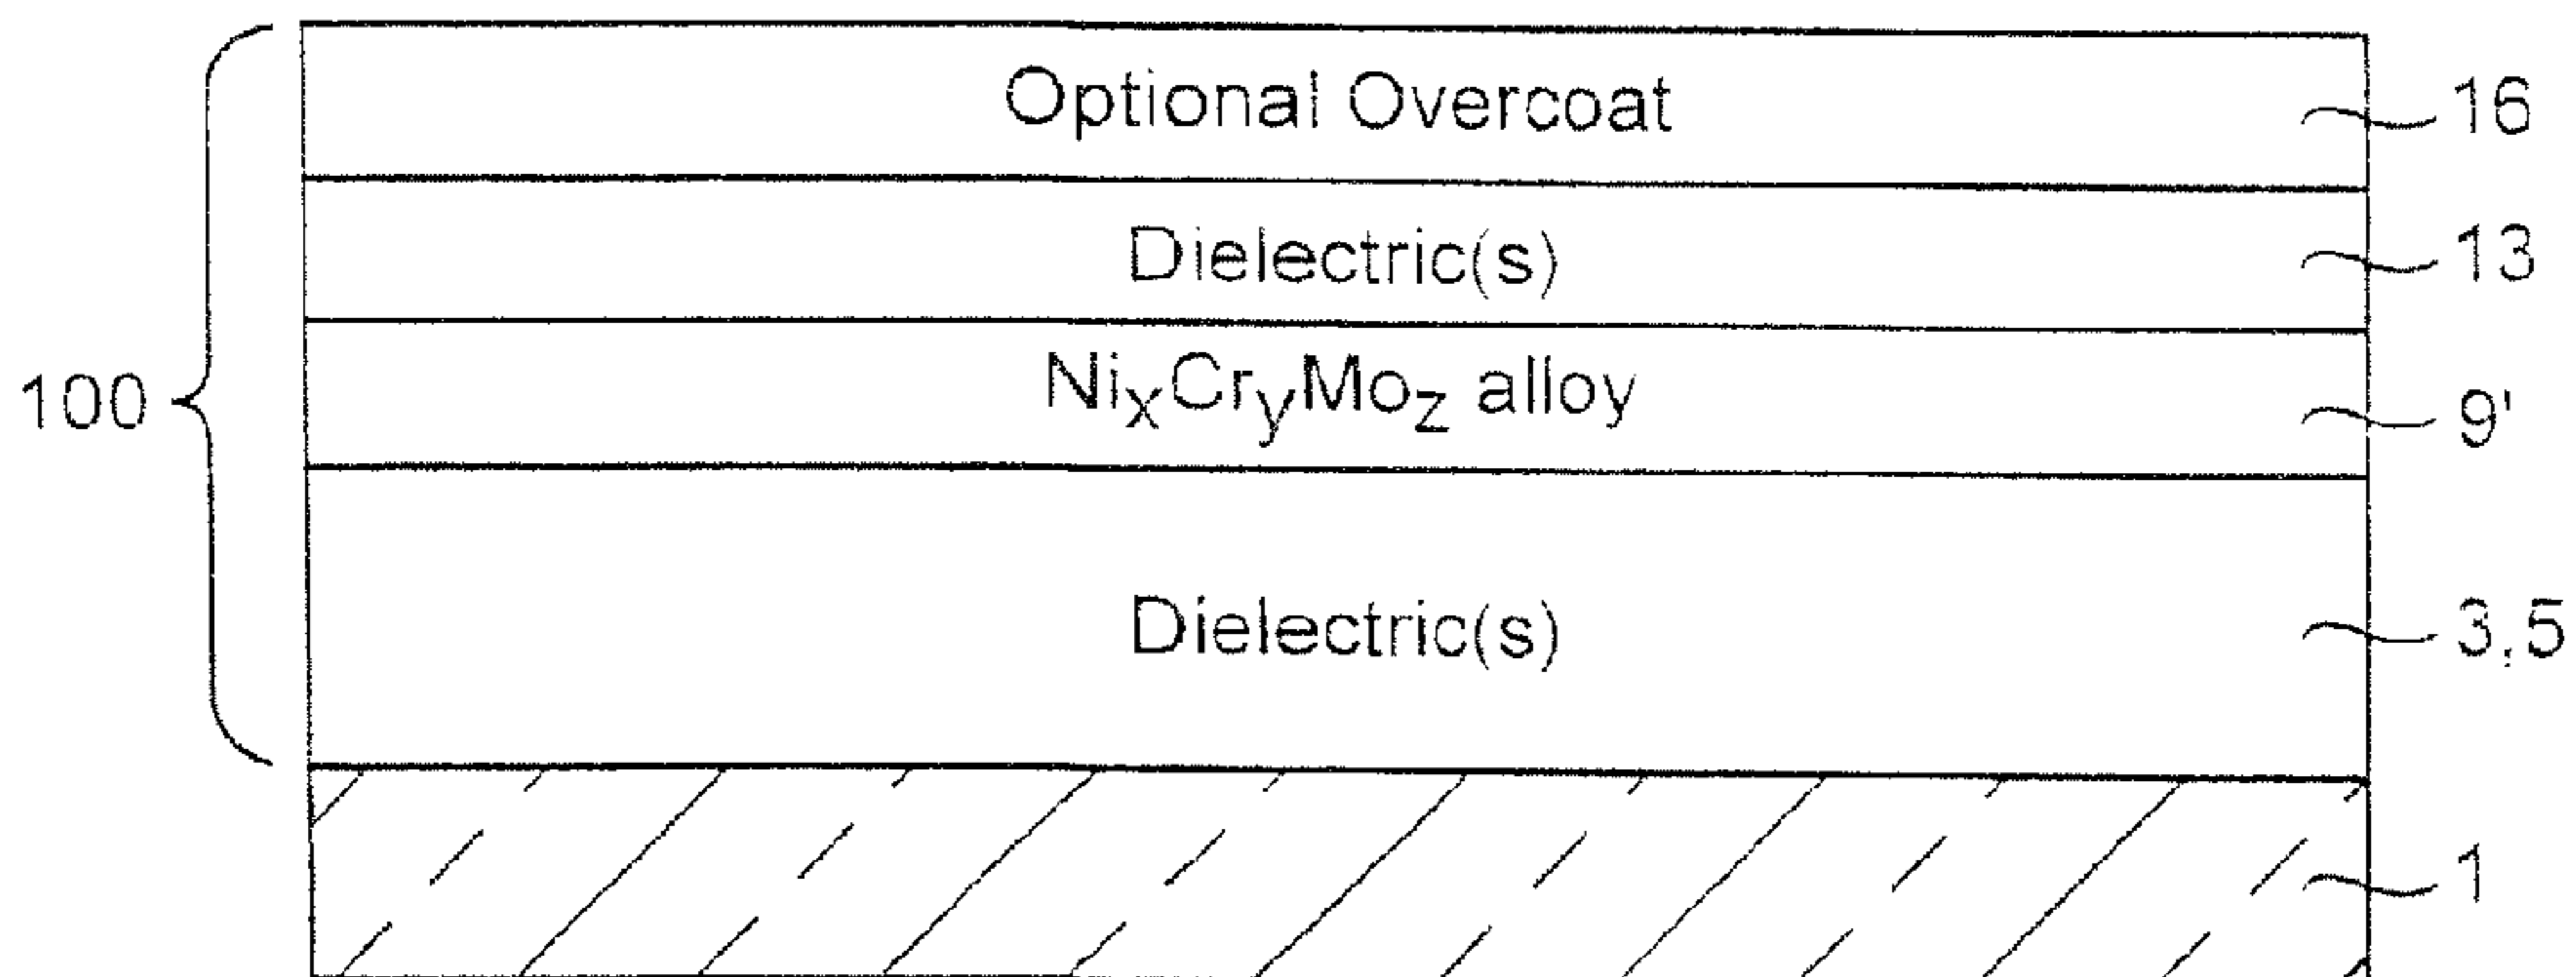 Optional Overcoat 16
Dielectric(s) 13
100 NixCryMoz alloy 9'
Dielectric(s) 3,5
1